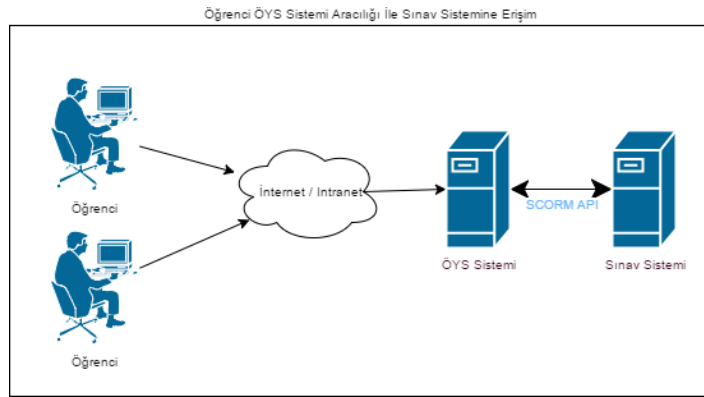 Öğrenci ÖYS Sistemi Aracılığı İle Sınav Sistemine Erişim
Öğrenci
İnternet / Intranet
SCORM API
ÖYS Sistemi
Sınav Sistemi
Öğrenci